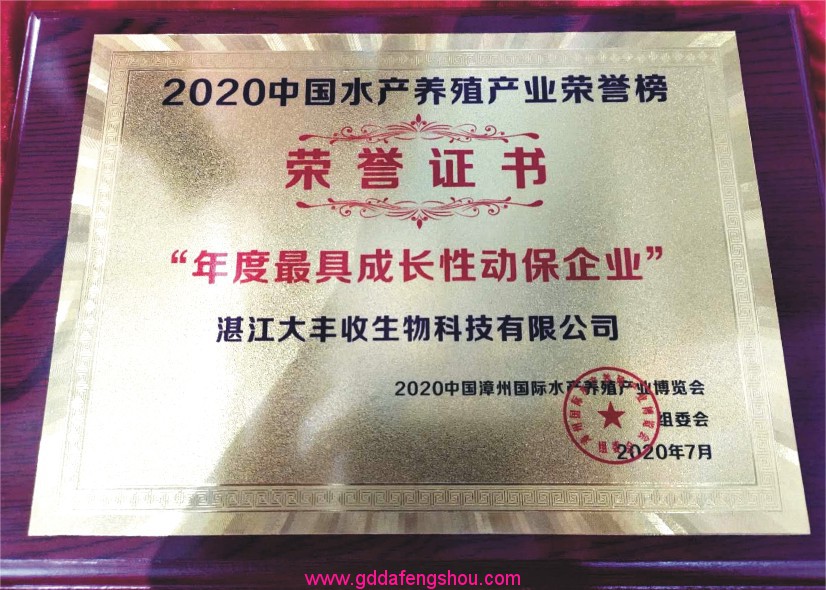 2020中国水产养殖产业荣誉榜
荣誉证书
“年度最具成长性动保企业”
湛江大丰收生物科技有限公司
2020中国漳州国际水产养殖产业博览会
组委会
2020年7月
www.gddafengshou.com